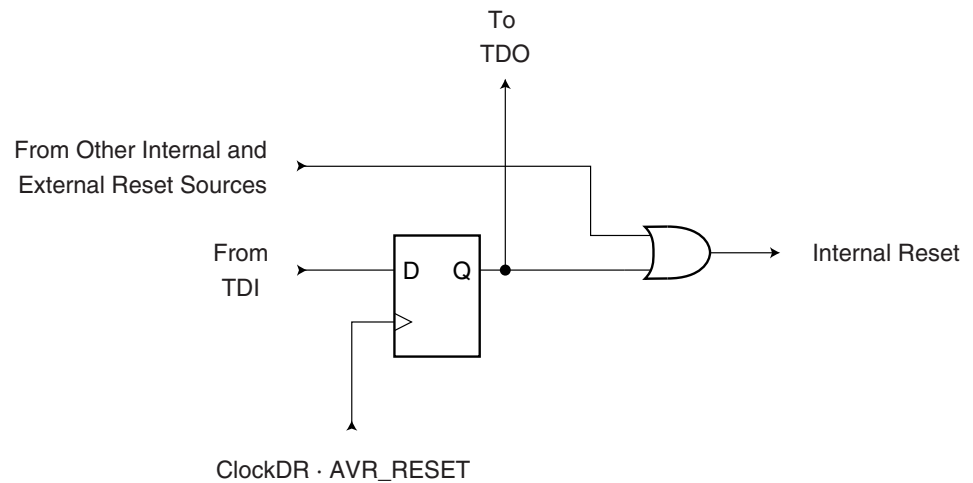 To
TDO
From Other Internal and
External Reset Sources
From
TDI
D
Q
Internal Reset
ClockDR · AVR_RESET